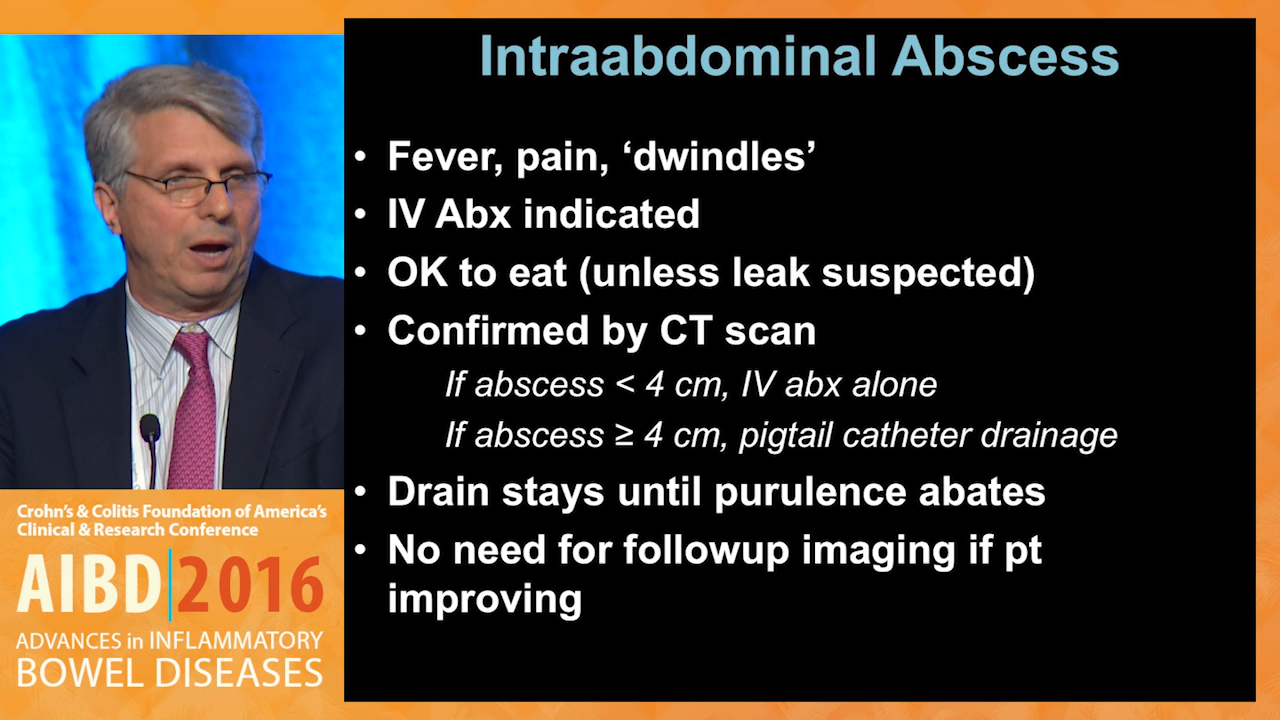 Intraabdominal Abscess
• Fever, pain, ‘dwindles’
• IV Abx indicated
• OK to eat (unless leak suspected)
• Confirmed by CT scan
If abscess < 4 cm, IV abx alone
If abscess ≥ 4 cm, pigtail catheter drainage
• Drain stays until purulence abates
• No need for followup imaging if pt
improving
Crohn’s & Colitis Foundation of America’s
Clinical & Research Conference
AIBD|2016
ADVANCES in INFLAMMATORY
BOWEL DISEASES